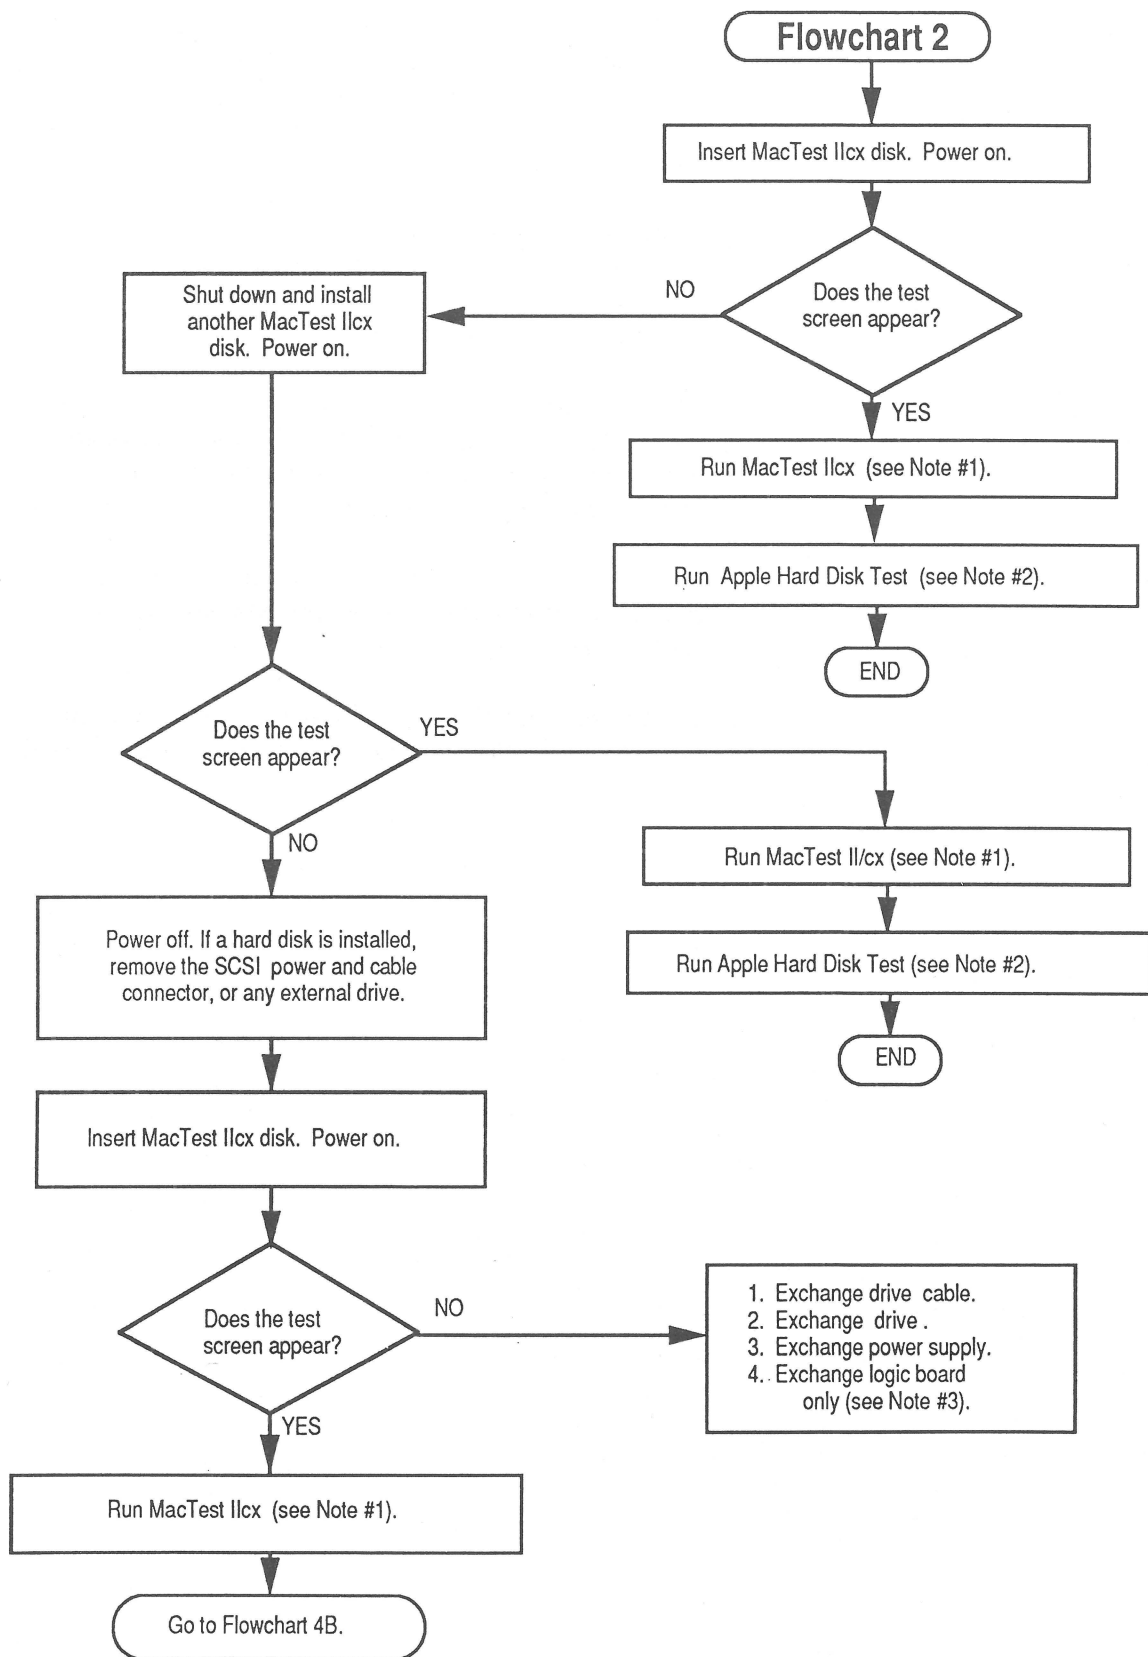 Flowchart 2
Insert MacTest IIcx disk.  Power on.
Does the test
screen appear?
NO
Shut down and install
another MacTest IIcx
disk.  Power on.
YES
Run MacTest IIcx  (see Note #1).
Run  Apple Hard Disk Test  (see Note #2).
END
Does the test
screen appear?
YES
NO
Run MacTest II/cx (see Note #1).
Run Apple Hard Disk Test (see Note #2).
END
Power off. If a hard disk is installed,
remove the SCSI  power and cable
connector, or any external drive.
Insert MacTest IIcx disk.  Power on.
Does the test
screen appear?
NO
1.  Exchange drive  cable.
2.  Exchange  drive .
3.  Exchange power supply.
4.  Exchange logic board
only (see Note #3).
YES
Run MacTest IIcx  (see Note #1).
Go to Flowchart 4B.